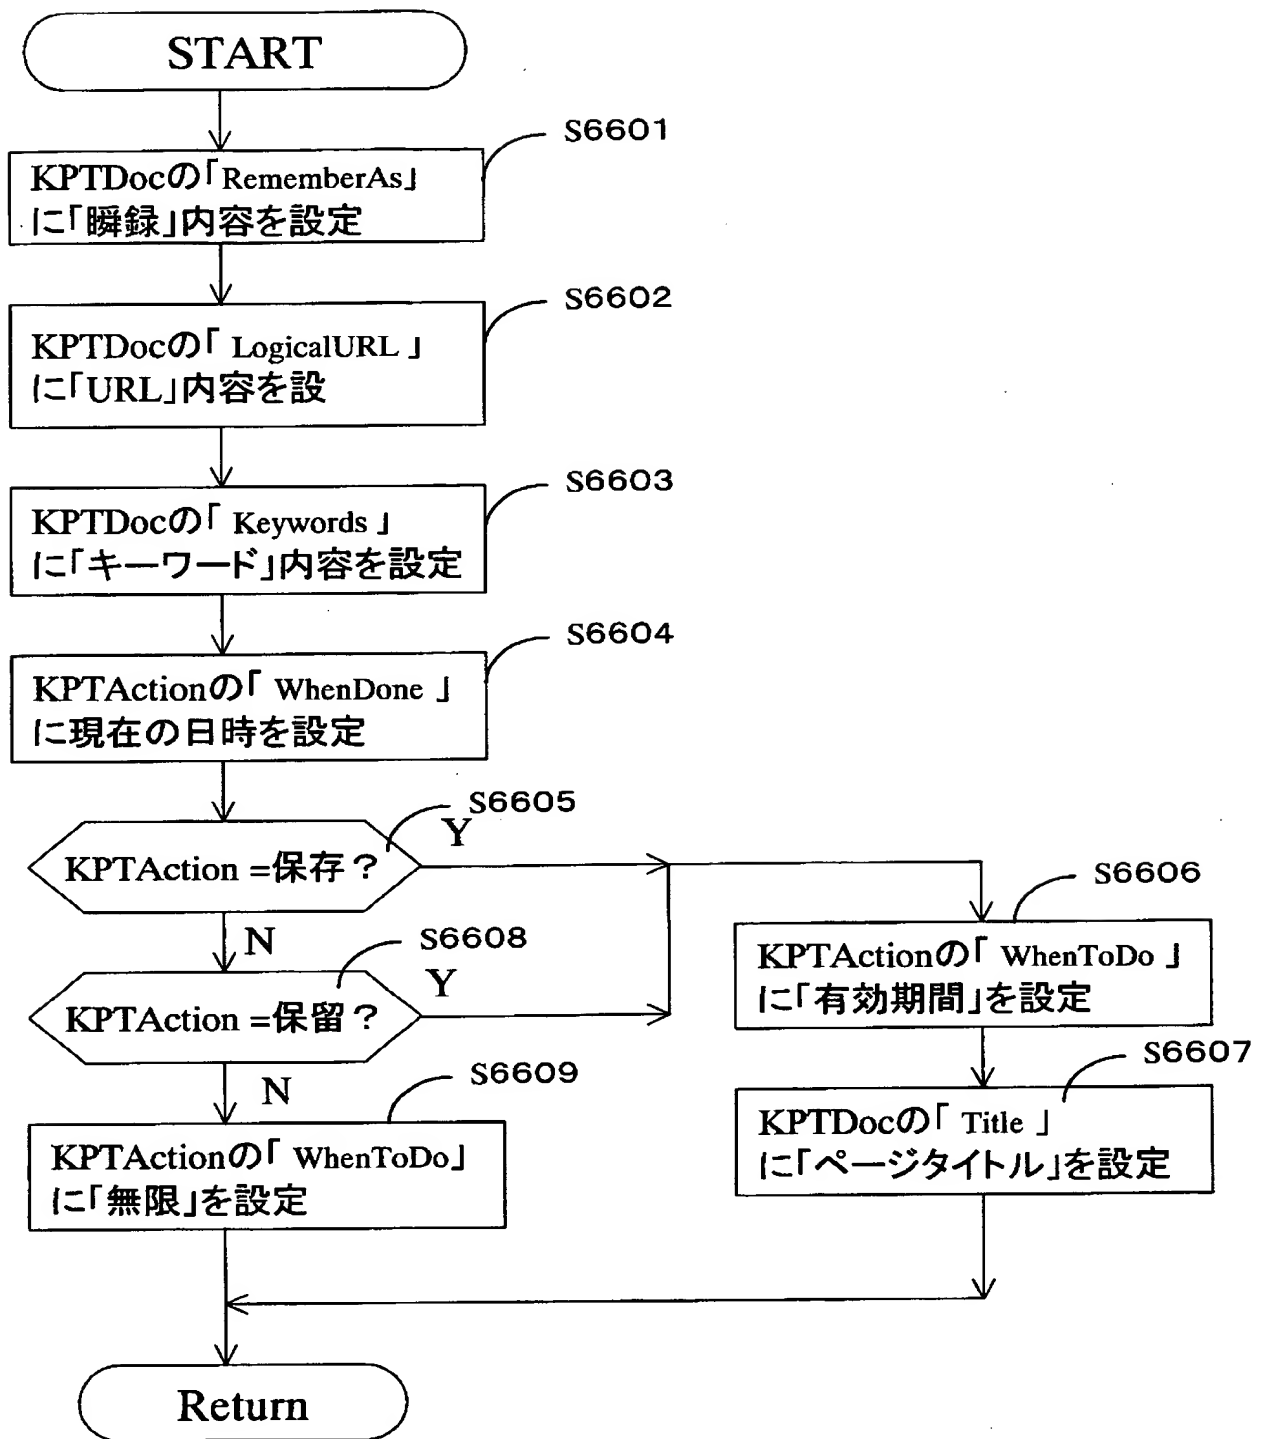 START
S6601
KPTDocの「RememberAs」
に「瞬録」内容を設定
S6602
KPTDocの「 LogicalURL 」
に「URL」内容を設
S6603
KPTDocの「 Keywords 」
に「キーワード」内容を設定
S6604
KPTActionの「 WhenDone 」
に現在の日時を設定
S6605
KPTAction =保存？
Y
N
S6608
KPTAction =保留？
Y
N
S6606
KPTActionの「 WhenToDo 」
に「有効期間」を設定
S6607
KPTDocの「 Title 」
に「ページタイトル」を設定
S6609
KPTActionの「 WhenToDo」
に「無限」を設定
Return